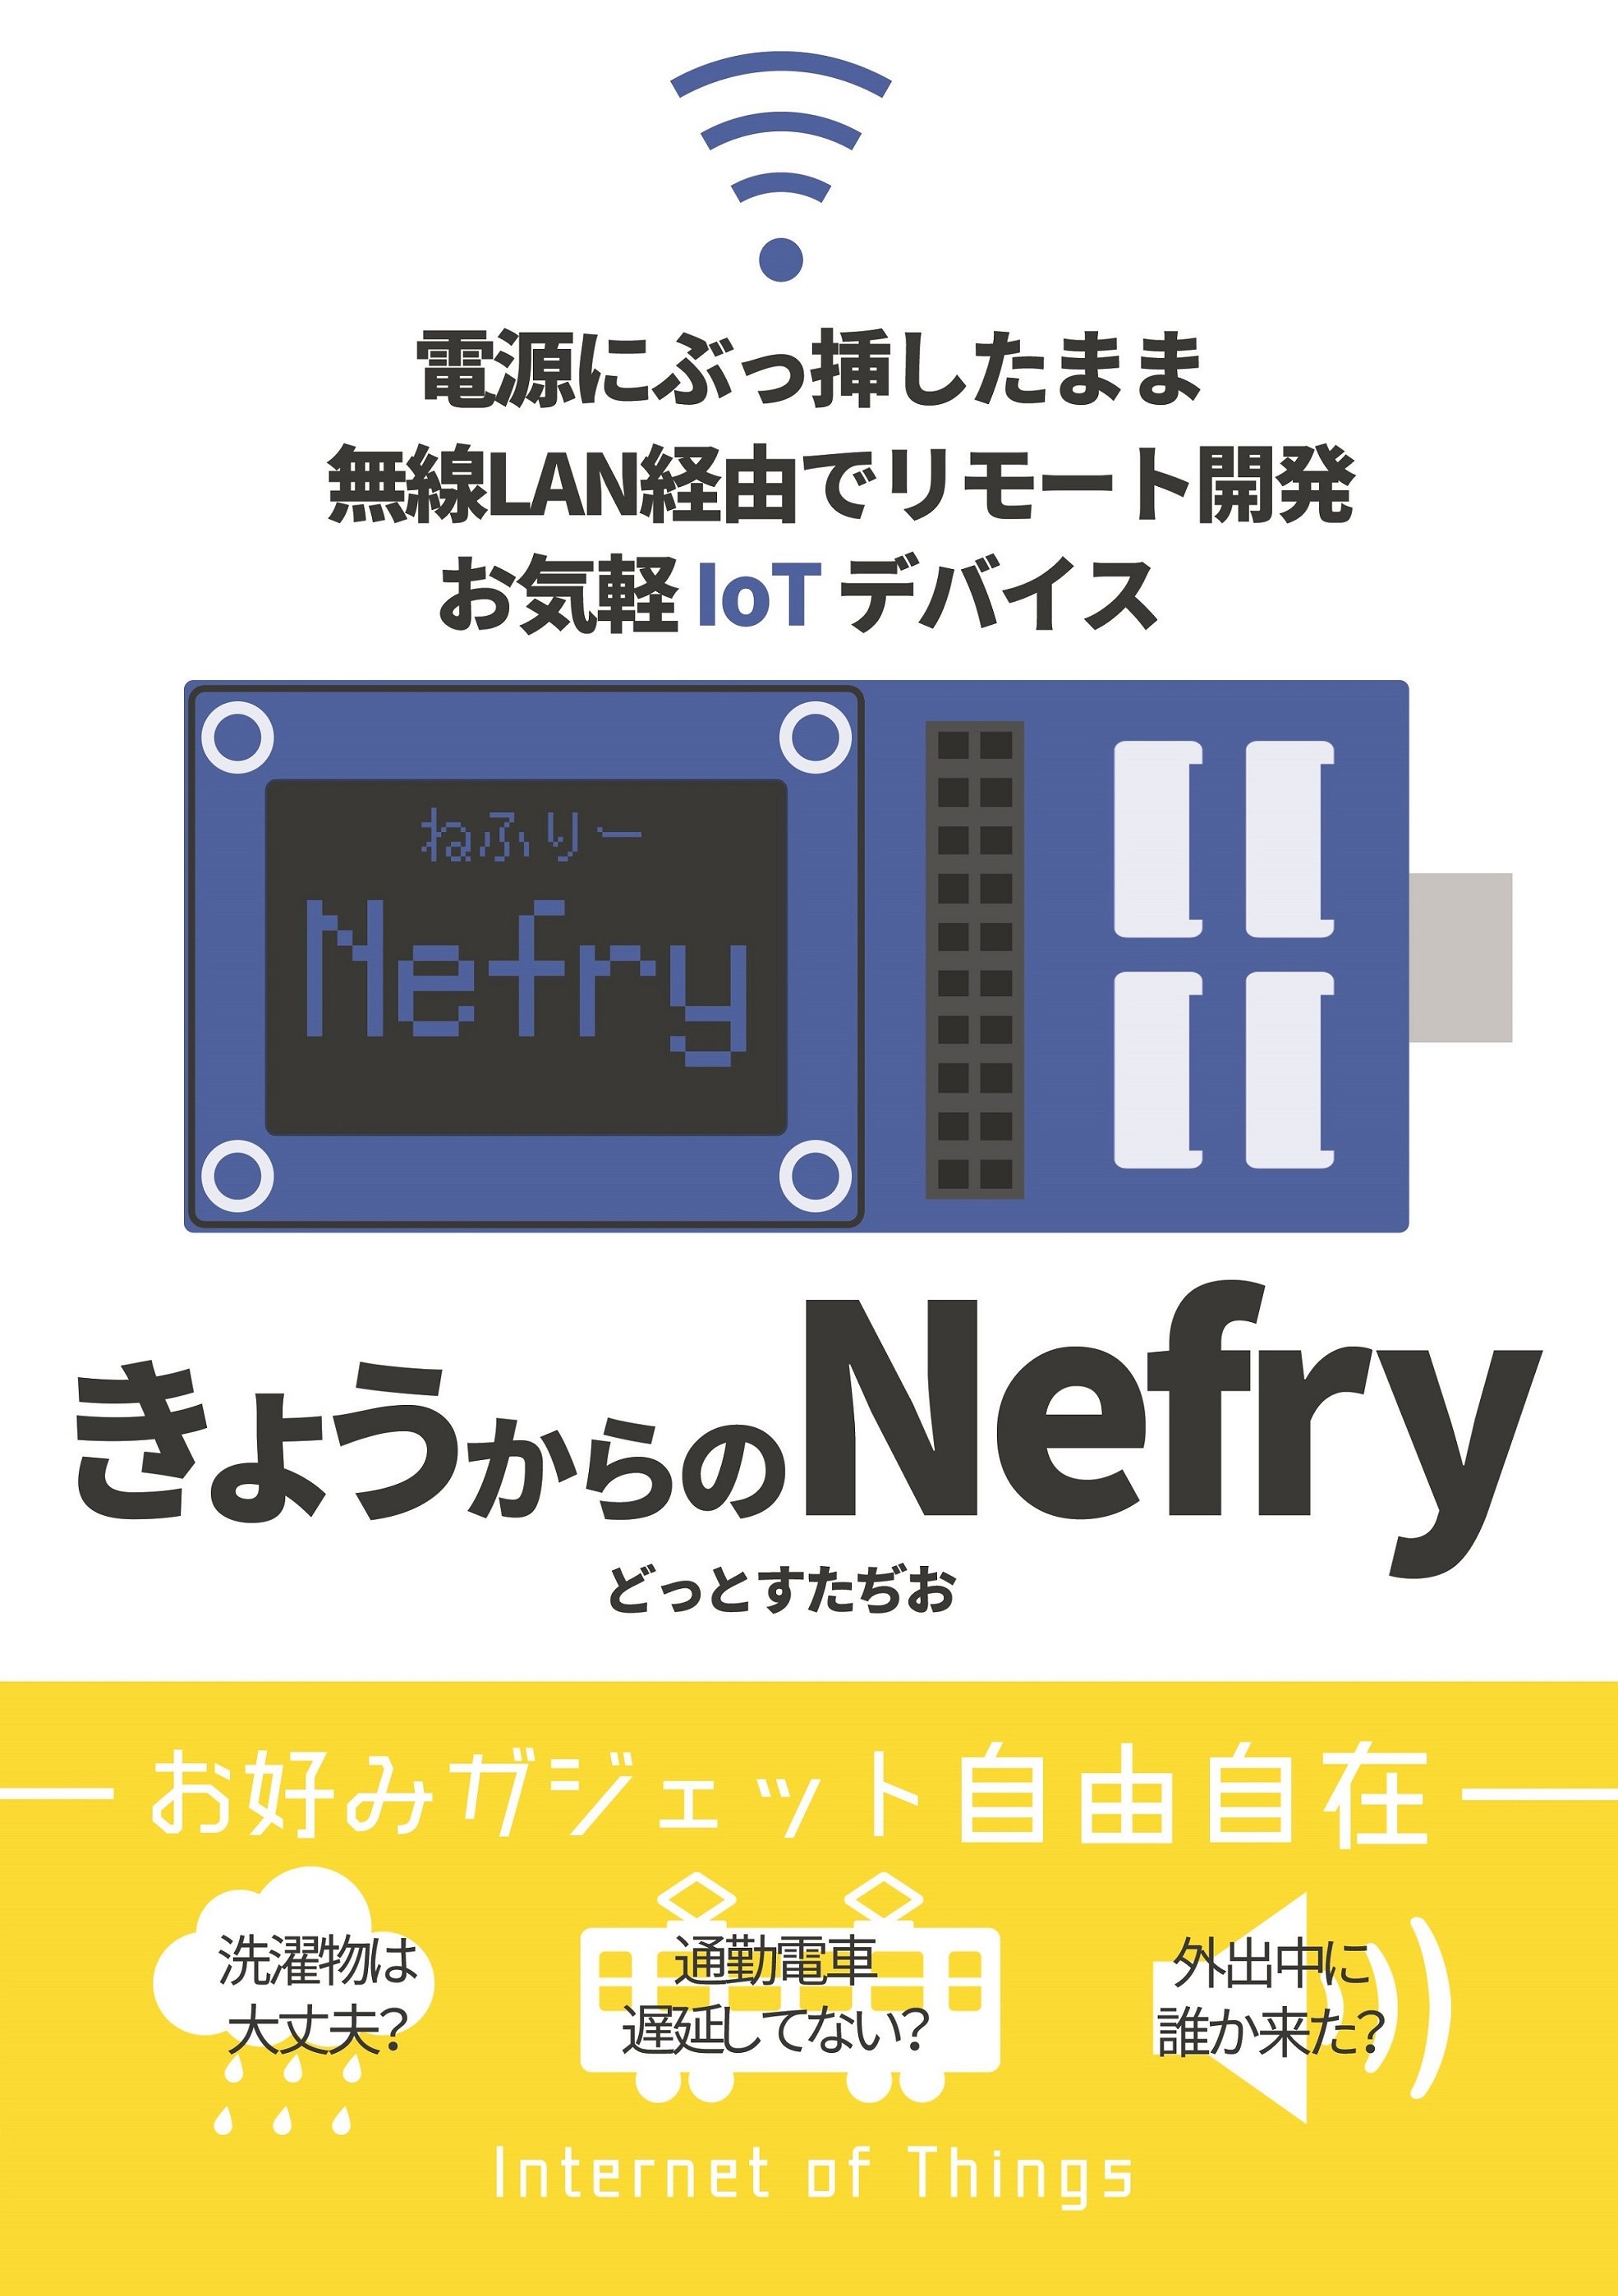 電源にぶっ挿したまま
無線LAN経由でリモート開発
お気軽 IoT デバイス
ねふりー
Nefry
きょうからのNefry
どっとすたぢお
お好みガジェット自由自在
洗濯物は
大丈夫?
通勤電車
遅延してない?
外出中に
誰か来た?
Internet of Things